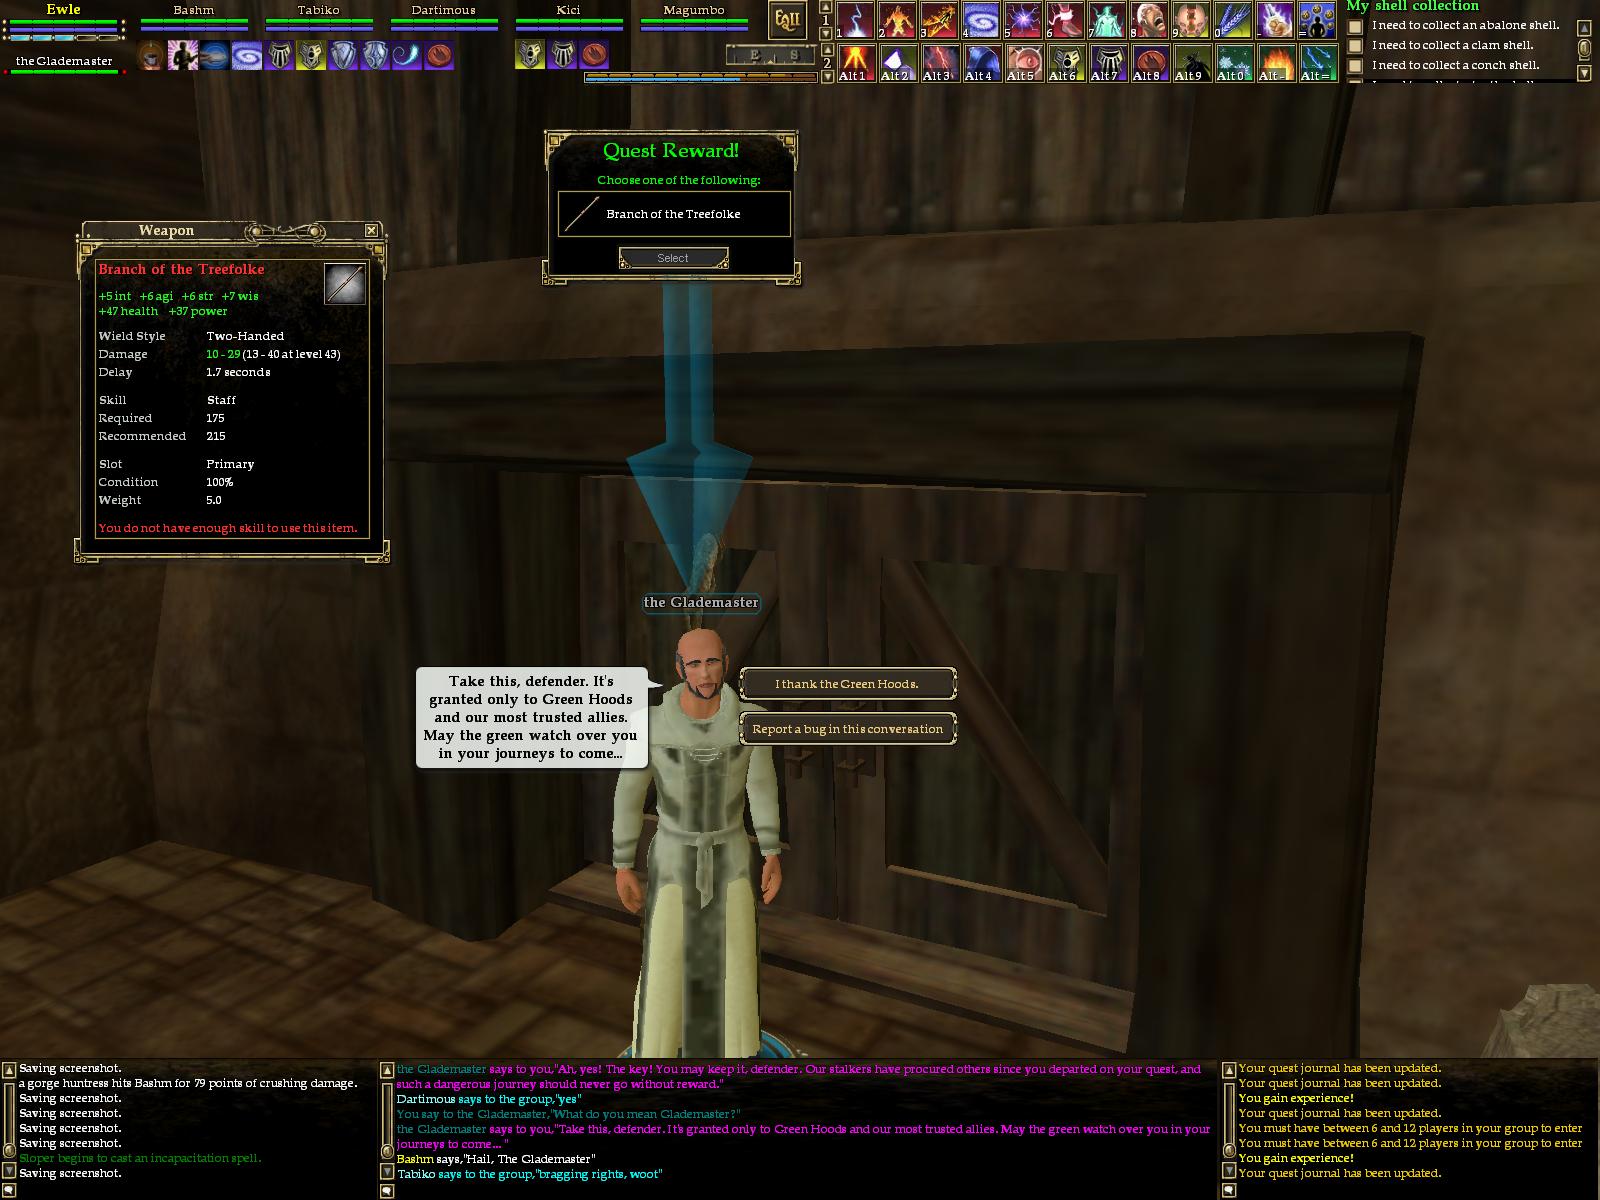 Ewle
the Glademaster
Bashm
Tabiko
Dartimous
Kici
Magumbo
E S
EQII
1
2
1 2 3 4 5 6 7 8 9 0 - =
Alt1 Alt2 Alt3 Alt4 Alt5 Alt6 Alt7 Alt8 Alt9 Alt0 Alt- Alt=
My shell collection
I need to collect an abalone shell.
I need to collect a clam shell.
I need to collect a conch shell.
Quest Reward!
Choose one of the following:
Branch of the Treefolke
Select
Weapon
Branch of the Treefolke
+5 int +6 agi +6 str +7 wis
+47 health +37 power
Wield Style Two-Handed
Damage 10 - 29 (13 - 40 at level 43)
Delay 1.7 seconds
Skill Staff
Required 175
Recommended 215
Slot Primary
Condition 100%
Weight 5.0
You do not have enough skill to use this item.
the Glademaster
Take this, defender. It's
granted only to Green Hoods
and our most trusted allies.
May the green watch over you
in your journeys to come...
I thank the Green Hoods.
Report a bug in this conversation
Saving screenshot.
a gorge huntress hits Bashm for 79 points of crushing damage.
Saving screenshot.
Saving screenshot.
Saving screenshot.
Saving screenshot.
Sloper begins to cast an incapacitation spell.
Saving screenshot.
the Glademaster says to you,"Ah, yes! The key! You may keep it, defender. Our stalkers have procured others since you departed on your quest, and
such a dangerous journey should never go without reward."
Dartimous says to the group,"yes"
You say to the Glademaster,"What do you mean Glademaster?"
the Glademaster says to you,"Take this, defender. It's granted only to Green Hoods and our most trusted allies. May the green watch over you in your
journeys to come... "
Bashm says,"Hail, The Glademaster"
Tabiko says to the group,"bragging rights, woot"
Your quest journal has been updated.
Your quest journal has been updated.
You gain experience!
Your quest journal has been updated.
You must have between 6 and 12 players in your group to enter
You must have between 6 and 12 players in your group to enter
You gain experience!
Your quest journal has been updated.